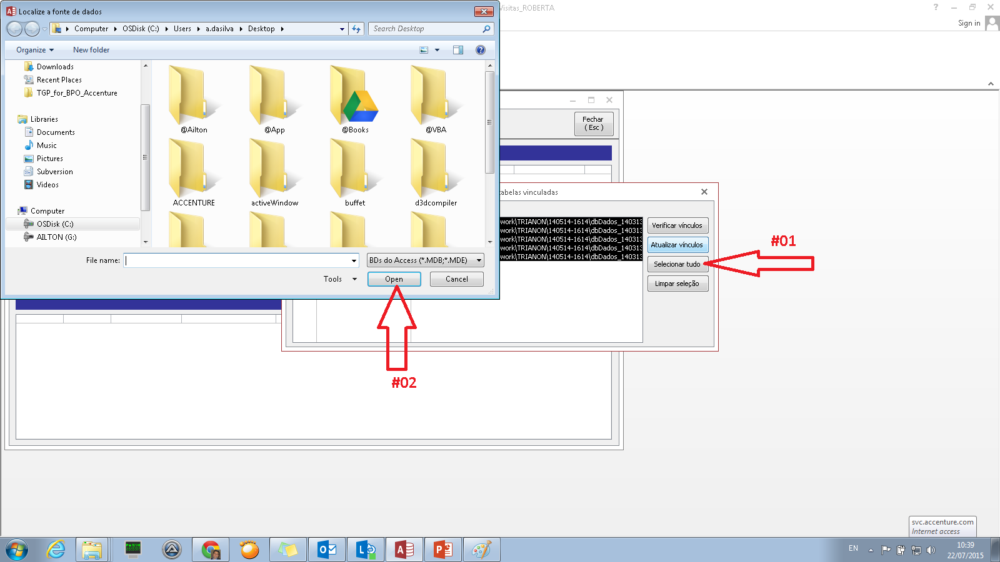 Localize a fonte de dados
Visitas_ROBERTA
Sign in
Computer
OSDisk (C:)
Users
a.dasilva
Desktop
Search Desktop
Organize
New folder
Downloads
Recent Places
TGP_for_BPO_Accenture
Libraries
Documents
Music
Pictures
Subversion
Videos
Computer
OSDisk (C:)
AILTON (G:)
@Ailton
@App
@Books
@VBA
ACCENTURE
activeWindow
buffet
d3dcompiler
File name:
BDs do Access (*.MDB;*.MDE)
Tools
Open
Cancel
Fechar
( Esc )
tabelas vinculadas
work\TRIANON\140514-1614\dbDados_140313
work\TRIANON\140514-1614\dbDados_140313
work\TRIANON\140514-1614\dbDados_140313
work\TRIANON\140514-1614\dbDados_140313
work\TRIANON\140514-1614\dbDados_140313
Verificar vínculos
Atualizar vínculos
Selecionar tudo
Limpar seleção
#01
#02
svc.accenture.com
Internet access
EN
10:39
22/07/2015